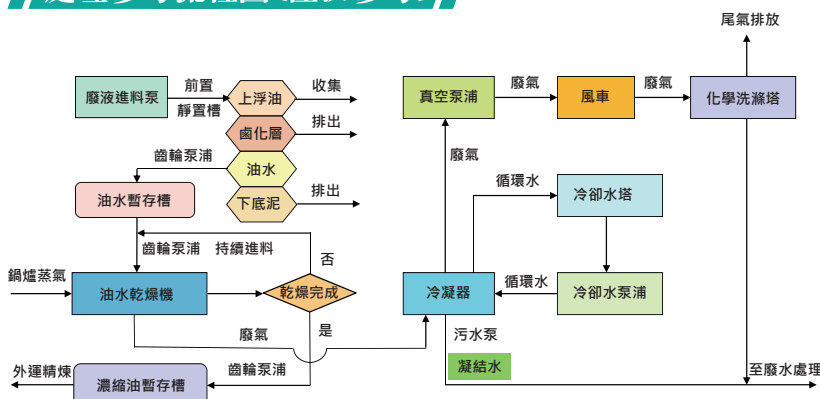 尾氣排放
廢液進料泵
前置
靜置槽
上浮油
收集
鹵化層
排出
油水
下底泥
排出
齒輪泵浦
油水暫存槽
齒輪泵浦 持續進料
否
鍋爐蒸氣
油水乾燥機
乾燥完成
是
廢氣
齒輪泵浦
外運精煉
濃縮油暫存槽
真空泵浦
廢氣
風車
廢氣
化學洗滌塔
廢氣
循環水
冷卻水塔
冷凝器
循環水
冷卻水泵浦
污水泵
凝結水
至廢水處理